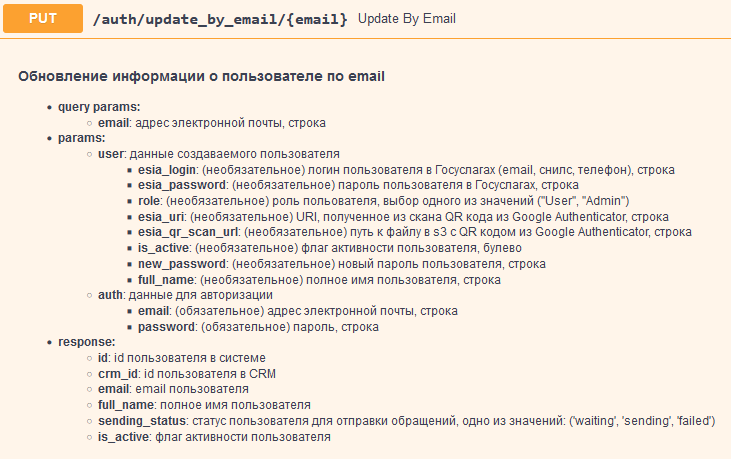 PUT /auth/update_by_email/{email} Update By Email
Обновление информации о пользователе по email
query params:
email: адрес электронной почты, строка
params:
user: данные создаваемого пользователя
esia_login: (необязательное) логин пользователя в Госуслагах (email, снилс, телефон), строка
esia_password: (необязательное) пароль пользователя в Госуслагах, строка
role: (необязательное) роль пользователя, выбор одного из значений ("User", "Admin")
esia_uri: (необязательное) URI, полученное из скана QR кода из Google Authenticator, строка
esia_qr_scan_url: (необязательное) путь к файлу в s3 с QR кодом из Google Authenticator, строка
is_active: (необязательное) флаг активности пользователя, булево
new_password: (необязательное) новый пароль пользователя, строка
full_name: (необязательное) полное имя пользователя, строка
auth: данные для авторизации
email: (обязательное) адрес электронной почты, строка
password: (обязательное) пароль, строка
response:
id: id пользователя в системе
crm_id: id пользователя в CRM
email: email пользователя
full_name: полное имя пользователя
sending_status: статус пользователя для отправки обращений, одно из значений: ('waiting', 'sending', 'failed')
is_active: флаг активности пользователя